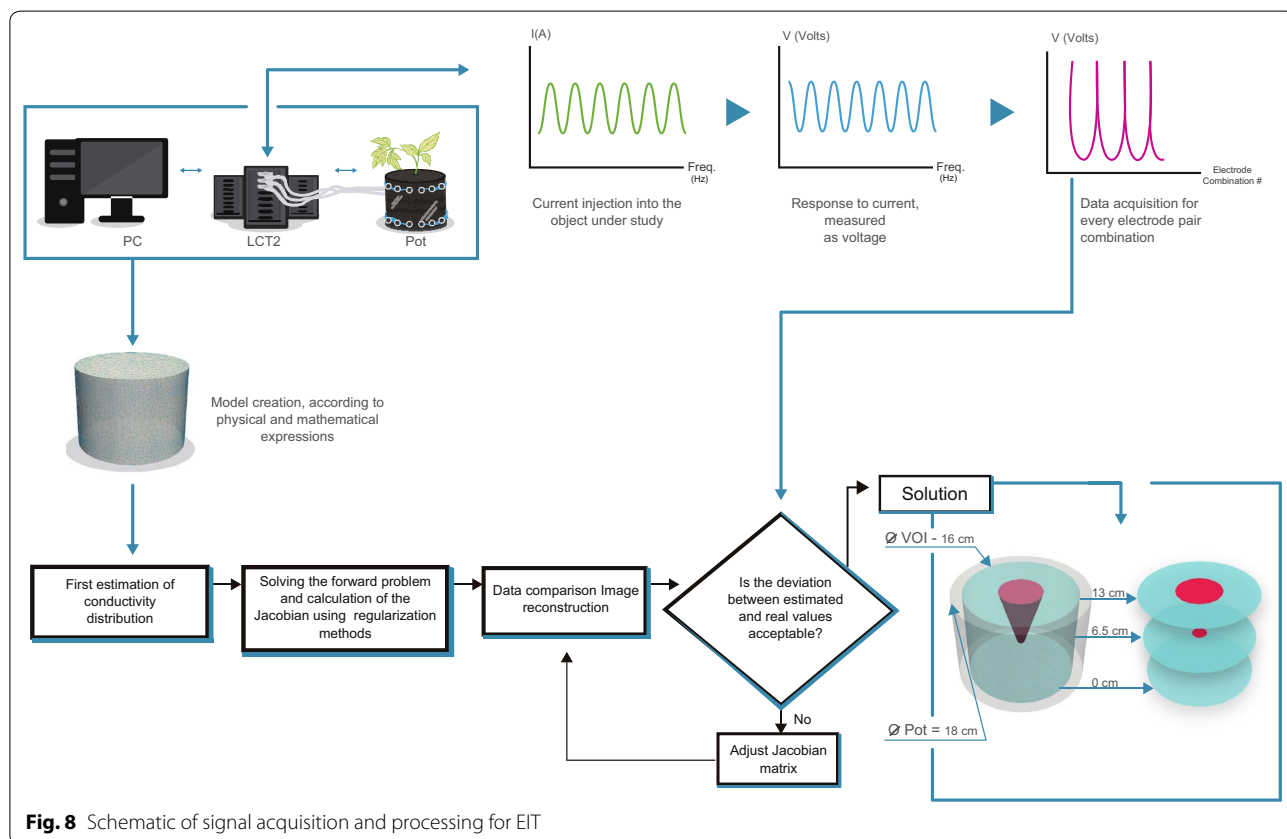 I(A)
Freq.
(Hz)
Current injection into the
object under study
V (Volts)
Freq.
(Hz)
Response to current,
measured
as voltage
V (Volts)
Electrode
Combination #
Data acquisition for
every electrode pair
combination
PC
LCT2
Pot
Model creation, according to
physical and mathematical
expressions
First estimation of
conductivity
distribution
Solving the forward problem
and calculation of the
Jacobian using regularization
methods
Data comparison Image
reconstruction
Is the deviation
between estimated
and real values
acceptable?
No
Adjust Jacobian
matrix
Solution
Ø VOI - 16 cm
13 cm
6.5 cm
0 cm
Ø Pot = 18 cm
Fig. 8 Schematic of signal acquisition and processing for EIT